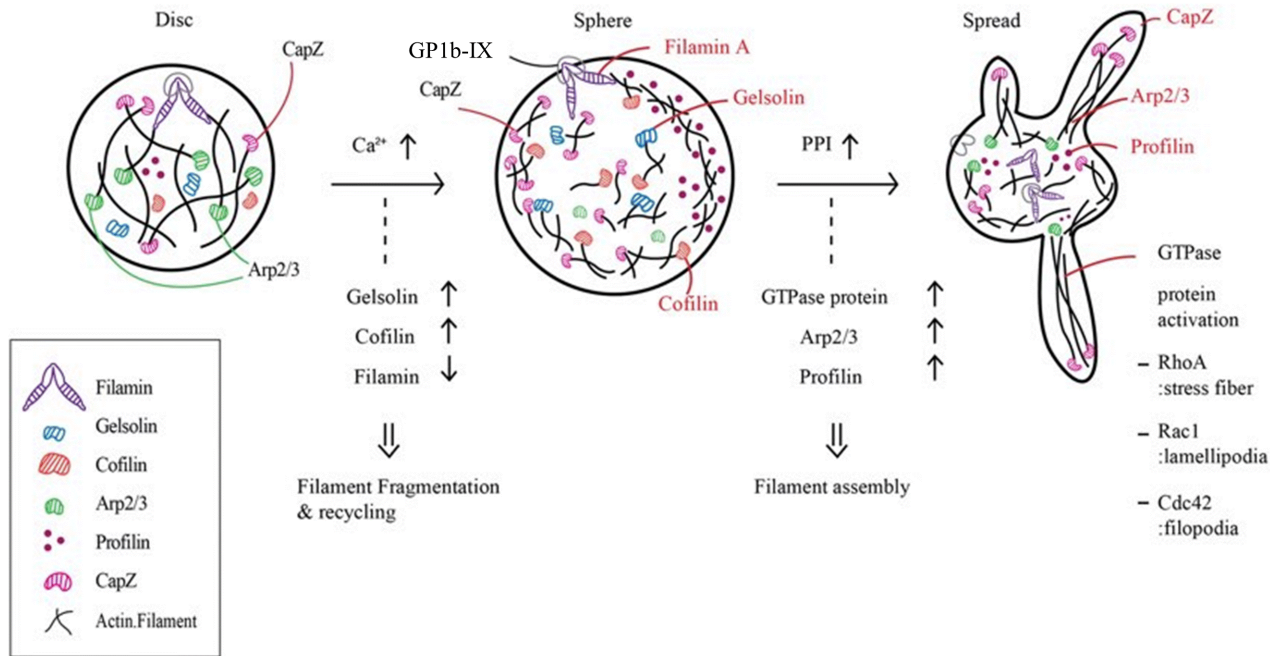 Disc
CapZ
Arp2/3
Ca²⁺ ↑
Gelsolin ↑
Cofilin ↑
Filamin ↓
Filament Fragmentation
& recycling
Sphere
GP1b-IX
Filamin A
CapZ
Gelsolin
Cofilin
PPI ↑
GTPase protein ↑
Arp2/3 ↑
Profilin ↑
Filament assembly
Spread
CapZ
Arp2/3
Profilin
GTPase
protein
activation
– RhoA
:stress fiber
– Rac1
:lamellipodia
– Cdc42
:filopodia
Filamin
Gelsolin
Cofilin
Arp2/3
Profilin
CapZ
Actin.Filament